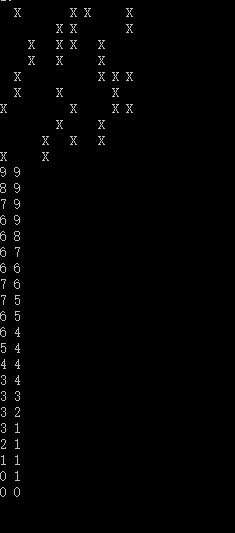 X       X X     X
        X X       X
    X   X X   X
    X   X     X
  X           X X X
  X     X       X
X         X     X X
        X     X
      X   X   X
X     X
9 9
8 9
7 9
6 9
6 8
6 7
6 6
7 6
7 5
6 5
6 4
5 4
4 4
3 4
3 3
3 2
3 1
2 1
1 1
0 1
0 0